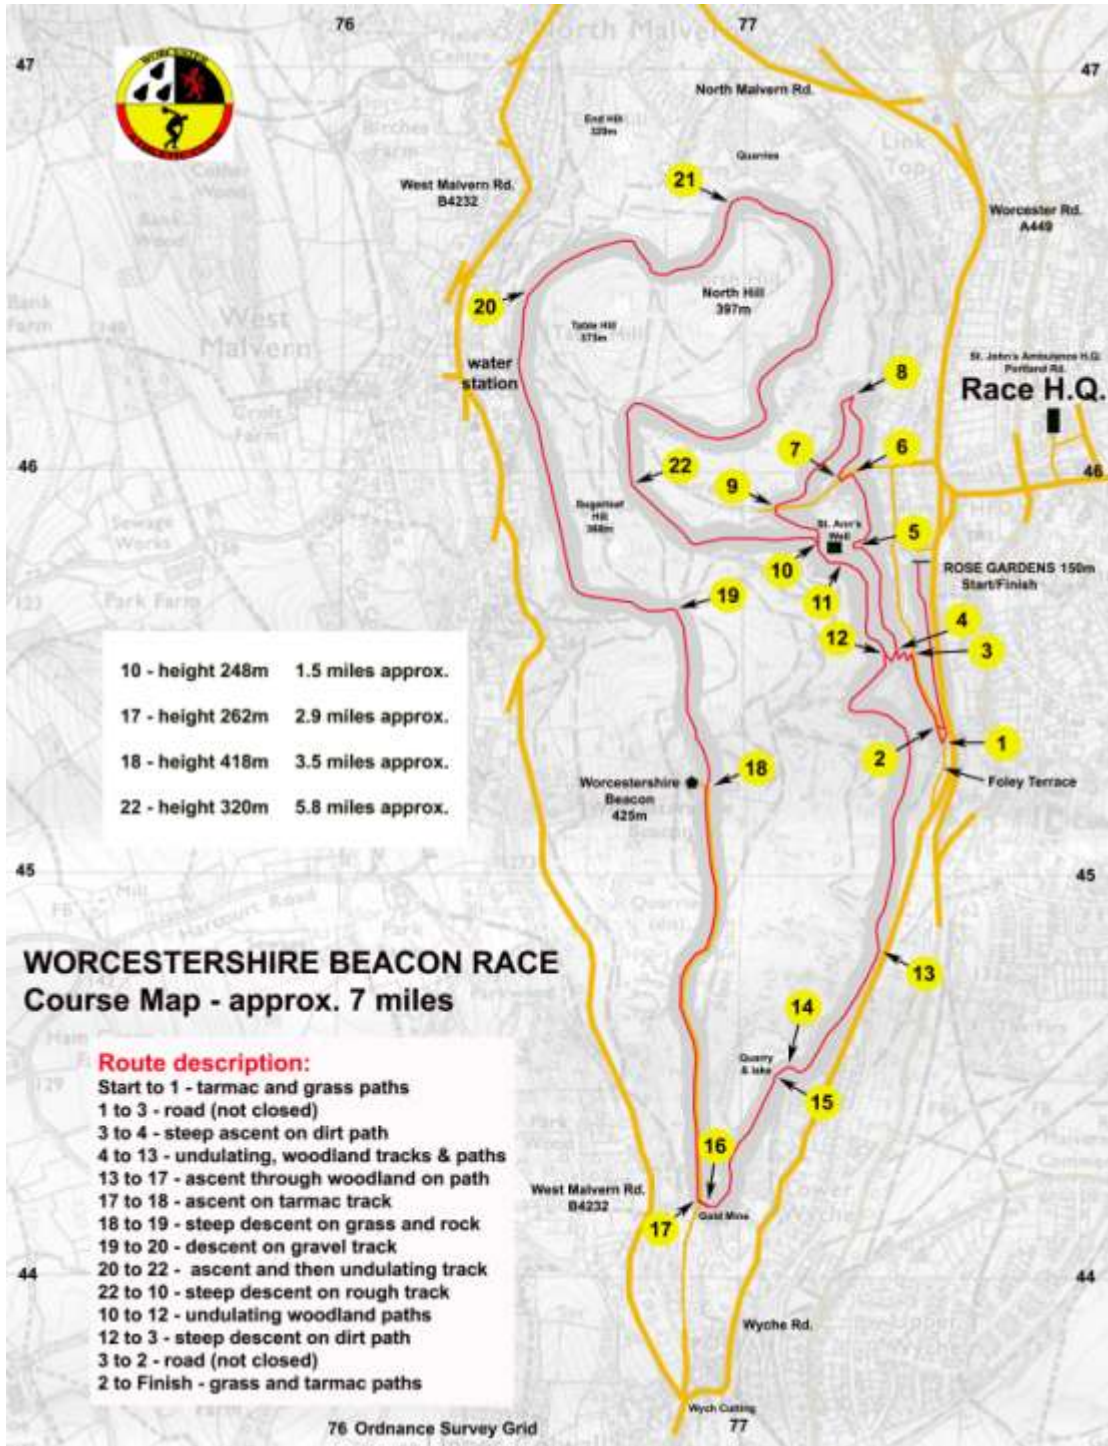 76
77
47
47
WORCESTER
North Malvern
North Malvern Rd.
End Hill
Quarries
21
West Malvern Rd.
B4232
Worcester Rd.
A449
20
North Hill
397m
Table Hill
373m
West
Malvern
water
station
St. John's Ambulance H.Q.
Portland Rd.
Race H.Q.
8
7
6
46
46
22
9
Sugarloaf
Hill
368m
St. Ann's
Well
5
10
ROSE GARDENS 150m
Start/Finish
11
19
Park Farm
4
12
3
10 - height 248m 1.5 miles approx.
17 - height 262m 2.9 miles approx.
18 - height 418m 3.5 miles approx.
22 - height 320m 5.8 miles approx.
2
1
18
Foley Terrace
Worcestershire
Beacon
425m
45
45
Mill
Harcourt Road
WORCESTERSHIRE BEACON RACE
Course Map - approx. 7 miles
13
14
Quarry
& lake
15
Route description:
Start to 1 - tarmac and grass paths
1 to 3 - road (not closed)
3 to 4 - steep ascent on dirt path
4 to 13 - undulating, woodland tracks & paths
13 to 17 - ascent through woodland on path
17 to 18 - ascent on tarmac track
18 to 19 - steep descent on grass and rock
19 to 20 - descent on gravel track
20 to 22 - ascent and then undulating track
22 to 10 - steep descent on rough track
10 to 12 - undulating woodland paths
12 to 3 - steep descent on dirt path
3 to 2 - road (not closed)
2 to Finish - grass and tarmac paths
16
West Malvern Rd.
B4232
17
Gold Mine
44
44
Wyche Rd.
Wych Cutting
76 Ordnance Survey Grid
77